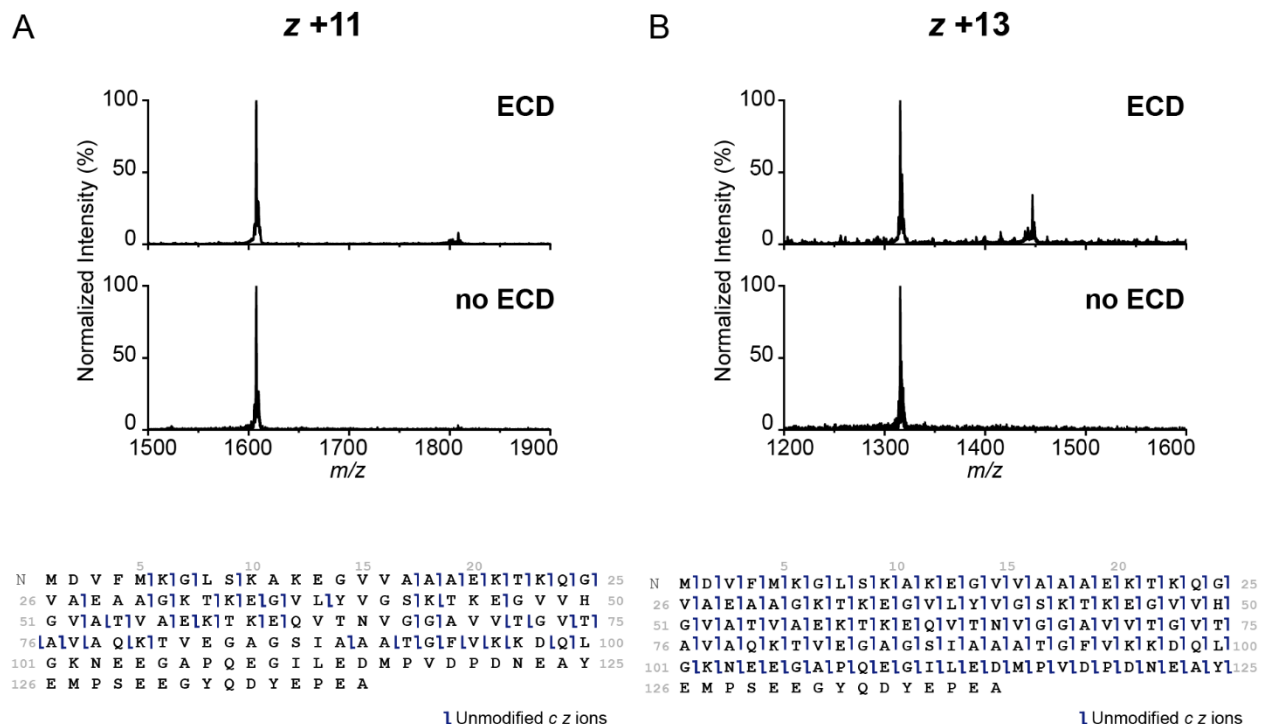 A
z +11
B
z +13
100
ECD
50
0
Normalized Intensity (%)
100
no ECD
50
0
1500 1600 1700 1800 1900
m/z
100
ECD
50
0
Normalized Intensity (%)
100
no ECD
50
0
1200 1300 1400 1500 1600
m/z
5 10 15 20
N M D V F M K G L S K A K E G V V A A A E K T K Q G 25
26 V A E A A G K T K E G V L Y V G S K T K E G V V H 50
51 G V A T V A E K T K E Q V T N V G G A V V T G V T 75
76 A V A Q K T V E G A G S I A A A T G F V K K D Q L 100
101 G K N E E G A P Q E G I L E D M P V D P D N E A Y 125
126 E M P S E E G Y Q D Y E P E A
Unmodified c z ions
5 10 15 20
N M D V F M K G L S K A K E G V V A A A E K T K Q G 25
26 V A E A A G K T K E G V L Y V G S K T K E G V V H 50
51 G V A T V A E K T K E Q V T N V G G A V V T G V T 75
76 A V A Q K T V E G A G S I A A A T G F V K K D Q L 100
101 G K N E E G A P Q E G I L E D M P V D P D N E A Y 125
126 E M P S E E G Y Q D Y E P E A
Unmodified c z ions